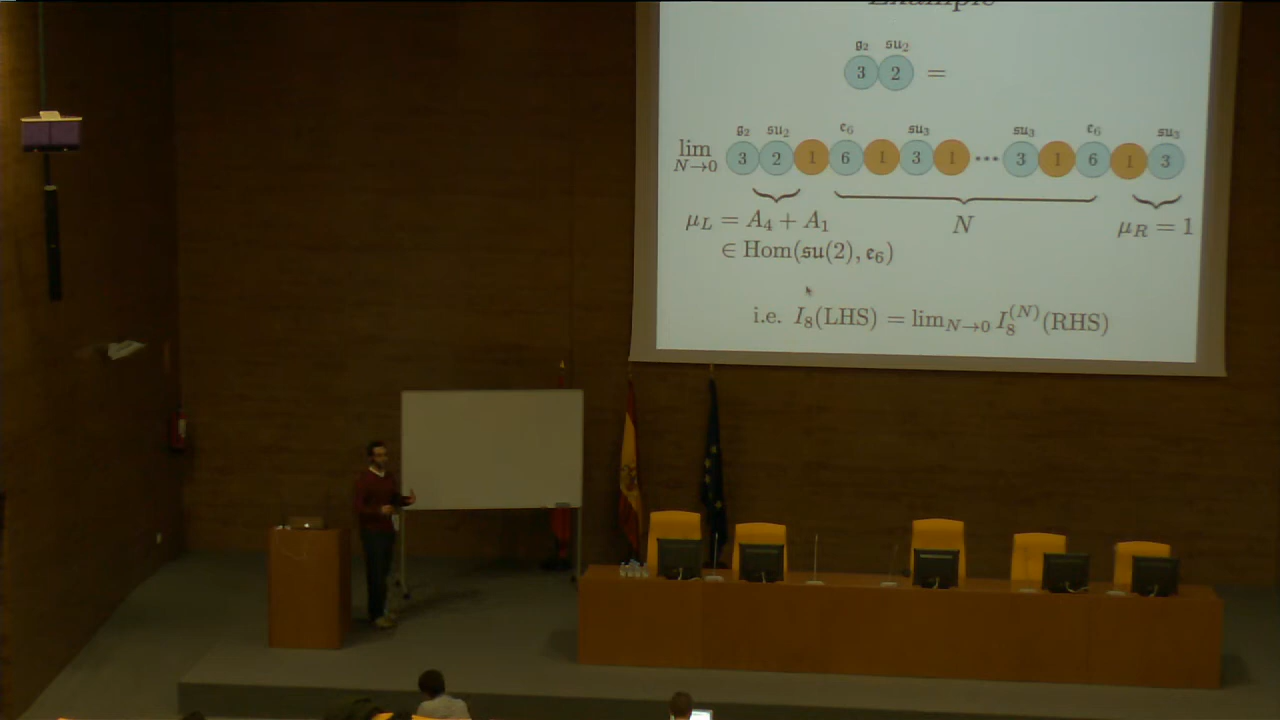 Example
𝔤₂ 𝔰𝔲₂
3 2 =
𝔤₂ 𝔰𝔲₂ 𝔢₆ 𝔰𝔲₃ 𝔰𝔲₃ 𝔢₆ 𝔰𝔲₃
lim N→0 3 2 1 6 1 3 1 ··· 3 1 6 1 3
μ_L = A₄ + A₁ N μ_R = 1
∈ Hom(𝔰𝔲(2), 𝔢₆)
i.e. I₈(LHS) = lim_{N→0} I₈^{(N)}(RHS)